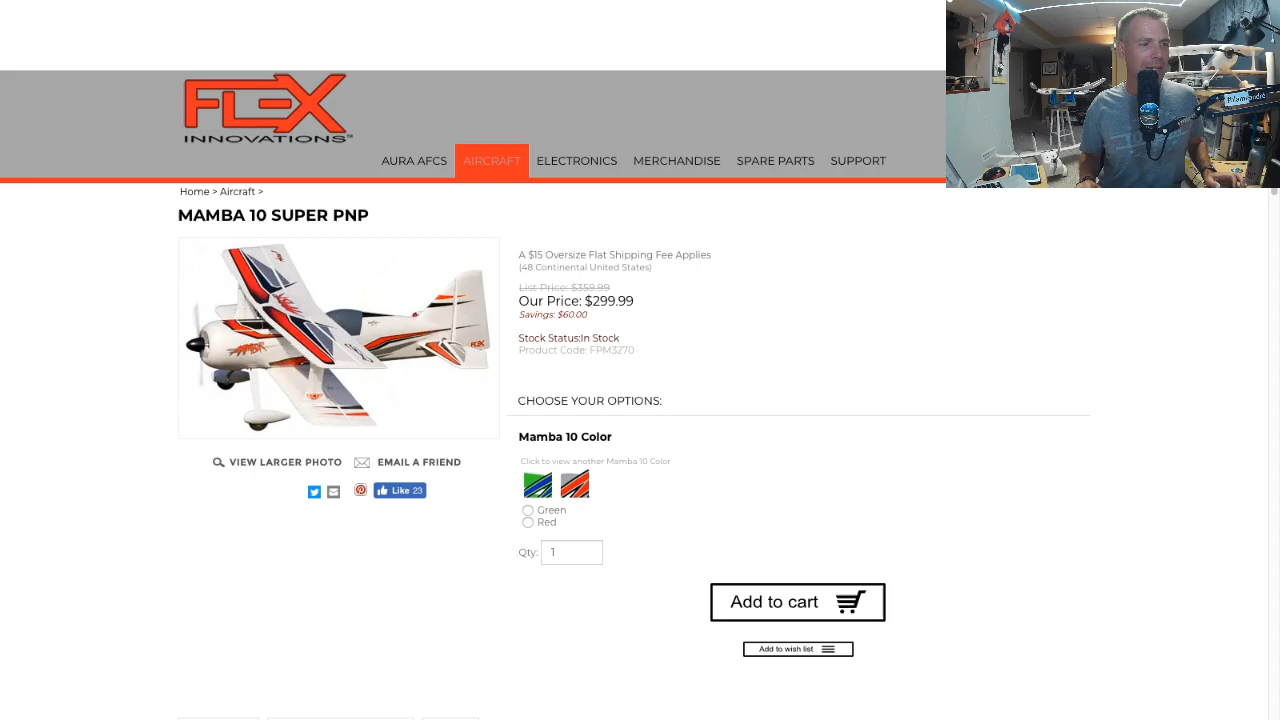 FLEX
INNOVATIONS™
AURA AFCS
AIRCRAFT
ELECTRONICS
MERCHANDISE
SPARE PARTS
SUPPORT
Home > Aircraft >
MAMBA 10 SUPER PNP
A $15 Oversize Flat Shipping Fee Applies
(48 Continental United States)
List Price: $359.99
Our Price: $299.99
Savings: $60.00
Stock Status:In Stock
Product Code: FPM3270
CHOOSE YOUR OPTIONS:
Mamba 10 Color
Click to view another Mamba 10 Color
Green
Red
Qty: 1
VIEW LARGER PHOTO
EMAIL A FRIEND
Like 23
Add to cart
Add to wish list